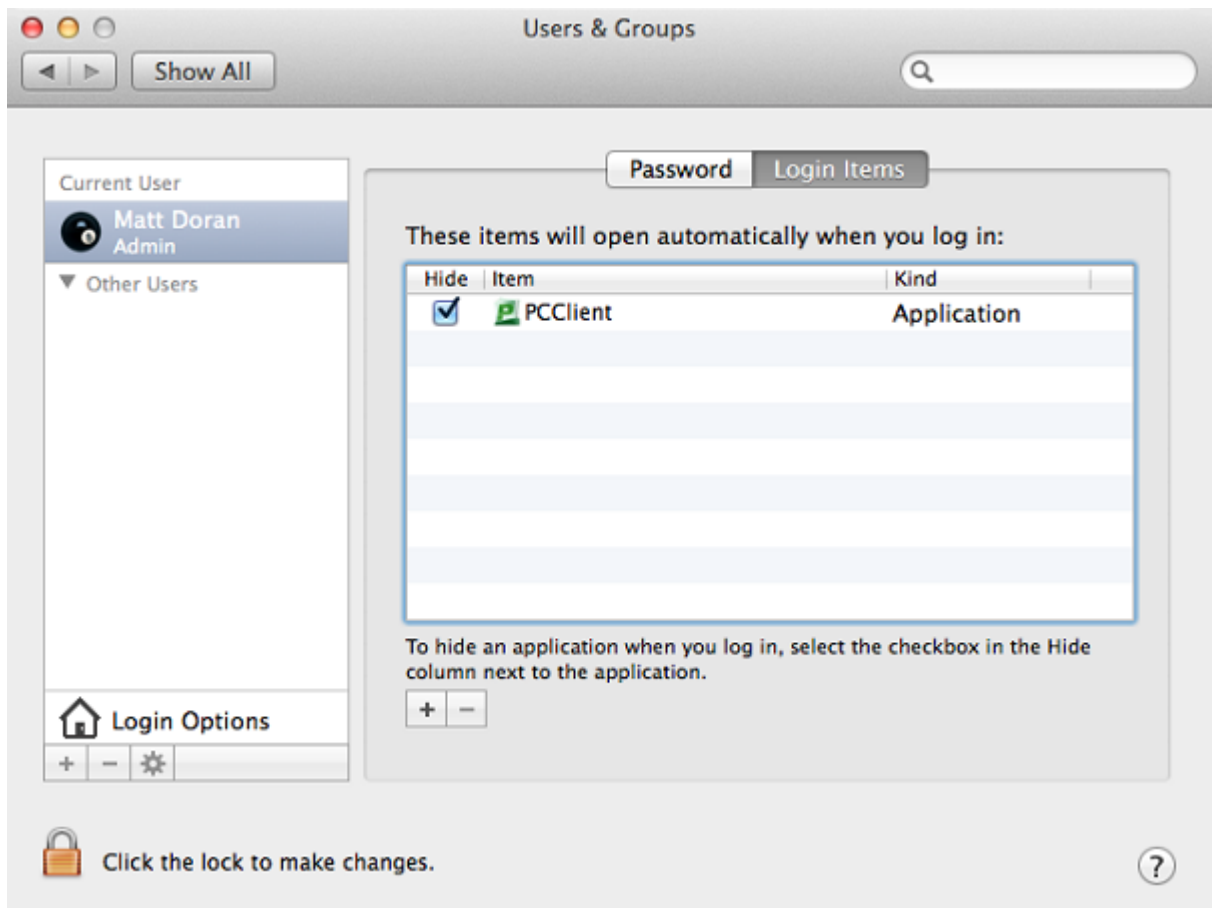 Users & Groups
Show All
Current User
Matt Doran
Admin
Other Users
Login Options
Password
Login Items
These items will open automatically when you log in:
Hide Item Kind
PCClient Application
To hide an application when you log in, select the checkbox in the Hide
column next to the application.
+ −
+ −
Click the lock to make changes.
?